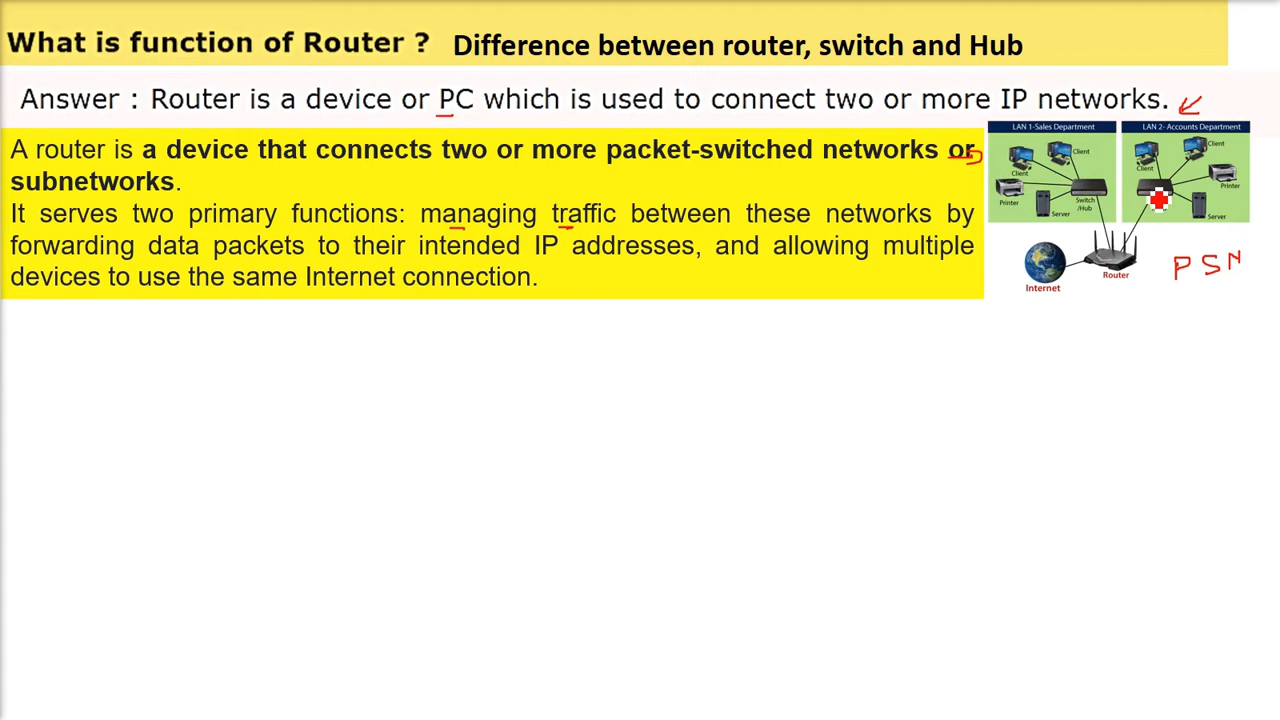 What is function of Router ? Difference between router, switch and Hub
Answer : Router is a device or PC which is used to connect two or more IP networks.
A router is a device that connects two or more packet-switched networks or
subnetworks.
It serves two primary functions: managing traffic between these networks by
forwarding data packets to their intended IP addresses, and allowing multiple
devices to use the same Internet connection.
LAN 1-Sales Department
Client
Client
Printer
Switch
/Hub
Server
LAN 2- Accounts Department
Client
Client
Printer
Server
Router
Internet
PSN